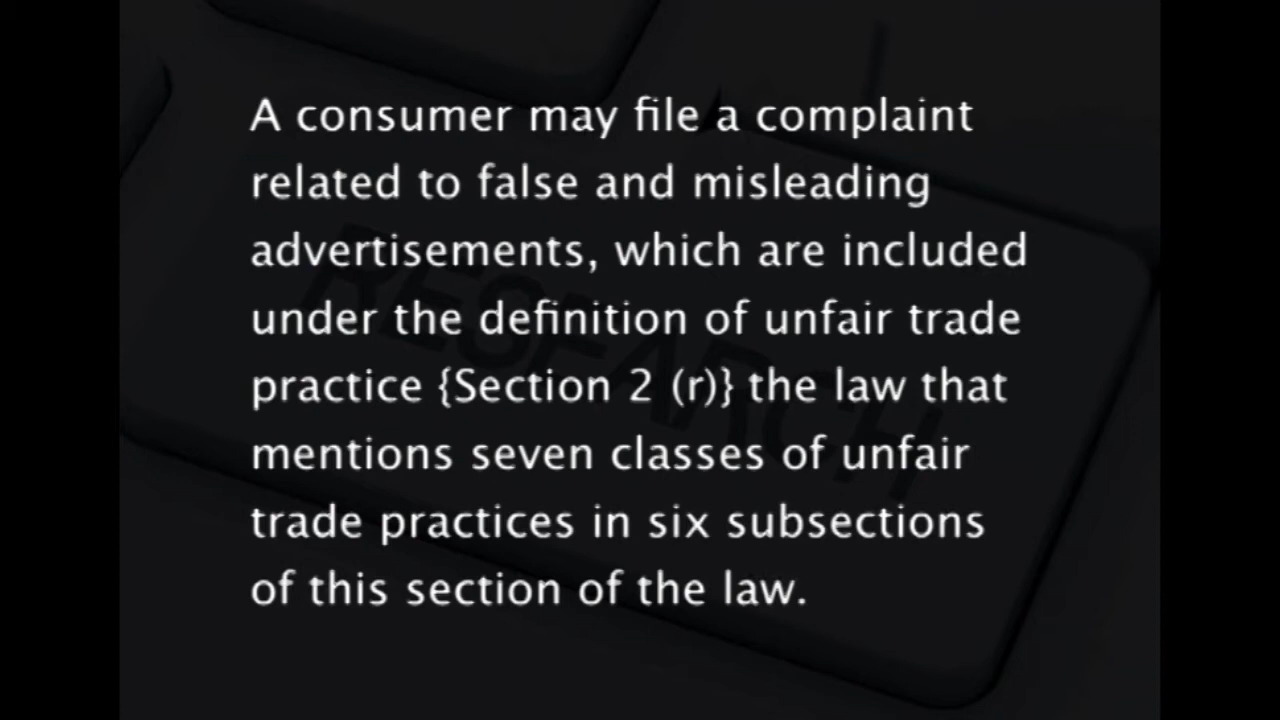 A consumer may file a complaint
related to false and misleading
advertisements, which are included
under the definition of unfair trade
practice {Section 2 (r)} the law that
mentions seven classes of unfair
trade practices in six subsections
of this section of the law.
RESEARCH